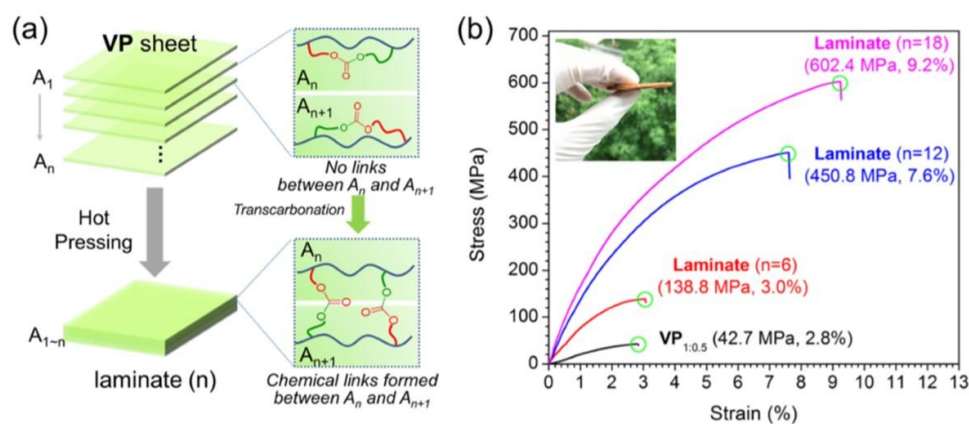 (a)
VP sheet
A1
An
⋮
Hot
Pressing
A1~n
laminate (n)
O
O
O
An
An+1
O
O
O
No links
between An and An+1
Transcarbonation
An
O
O
O
O
O
O
An+1
Chemical links formed
between An and An+1
(b)
700
600
500
400
300
200
100
0
Stress (MPa)
Laminate (n=18)
(602.4 MPa, 9.2%)
Laminate (n=12)
(450.8 MPa, 7.6%)
Laminate (n=6)
(138.8 MPa, 3.0%)
VP1:0.5 (42.7 MPa, 2.8%)
0 1 2 3 4 5 6 7 8 9 10 11 12 13
Strain (%)